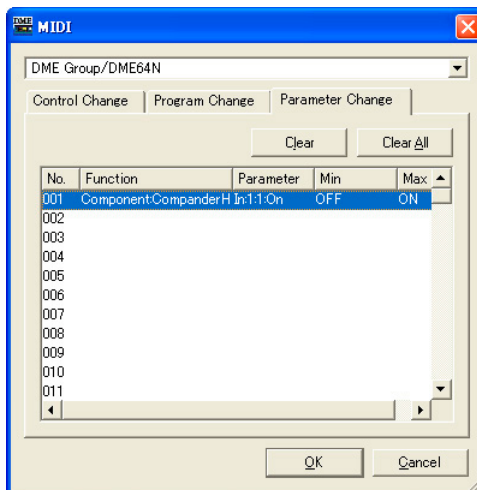 DME MIDI
DME Group/DME64N
Control Change Program Change Parameter Change
Clear Clear All
No. Function Parameter Min Max
001 Component:CompanderH In:1:1:On OFF ON
002
003
004
005
006
007
008
009
010
011
OK Cancel